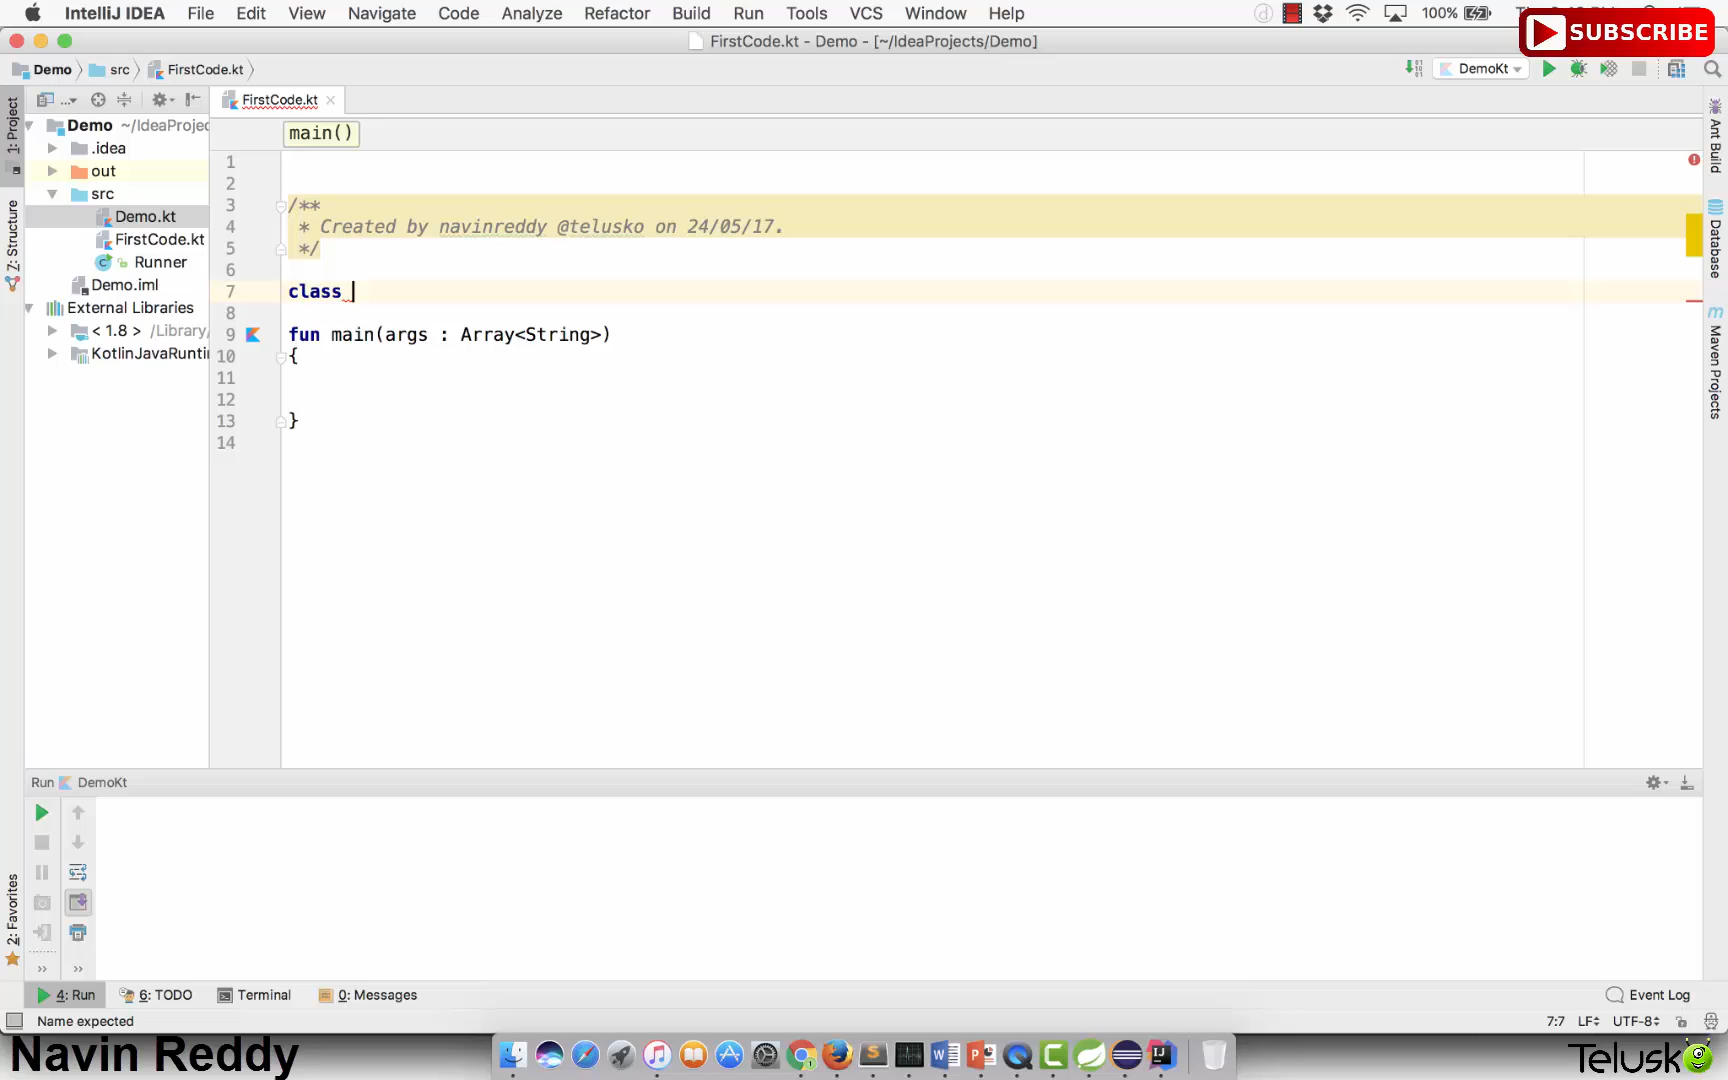 IntelliJ IDEA File Edit View Navigate Code Analyze Refactor Build Run Tools VCS Window Help 100%
SUBSCRIBE
FirstCode.kt - Demo - [~/IdeaProjects/Demo]
Demo src FirstCode.kt DemoKt
FirstCode.kt
1: Project
Z: Structure
2: Favorites
Demo ~/IdeaProjec
.idea
out
src
Demo.kt
FirstCode.kt
Runner
Demo.iml
External Libraries
< 1.8 > /Library/
KotlinJavaRuntin
main()
1
2
3 /**
4 * Created by navinreddy @telusko on 24/05/17.
5 */
6
7 class
8
9 fun main(args : Array<String>)
10 {
11
12
13 }
14
Ant Build
Database
m Maven Projects
Run DemoKt
4: Run 6: TODO Terminal 0: Messages Event Log
Name expected 7:7 LF UTF-8
Navin Reddy
Telusko